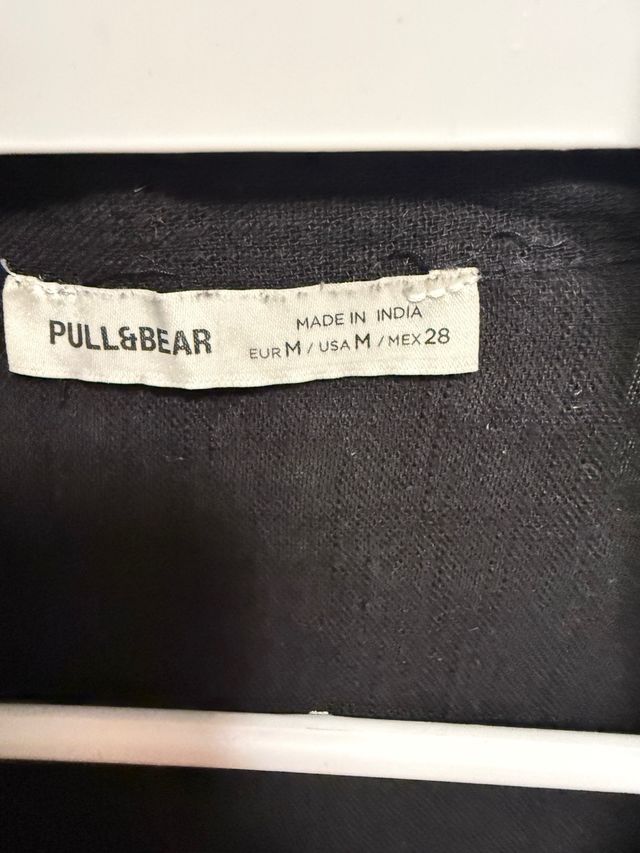 PULL&BEAR
MADE IN INDIA
EUR M / USA M / MEX 28